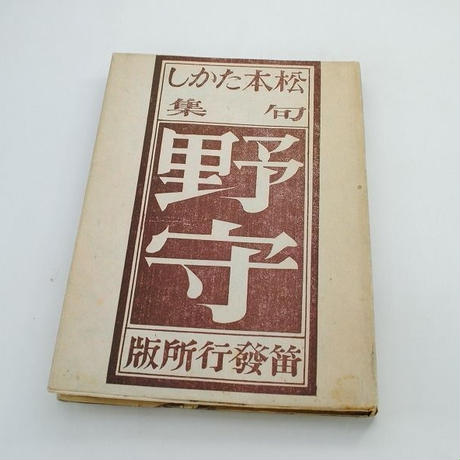 松本たかし
句集
野守
笛發行所版